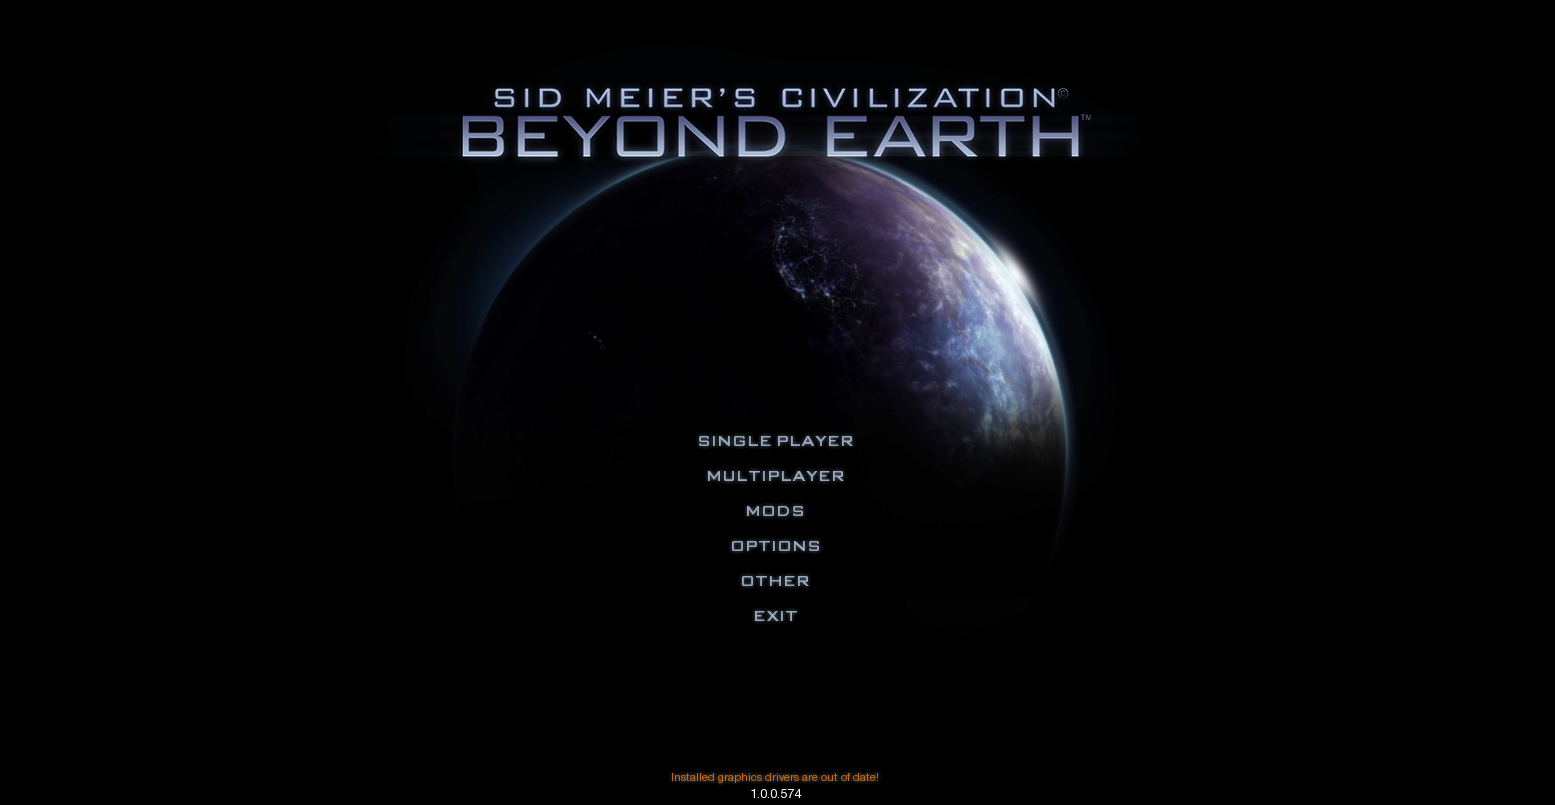 SID MEIER'S CIVILIZATION©
BEYOND EARTH™
SINGLE PLAYER
MULTIPLAYER
MODS
OPTIONS
OTHER
EXIT
Installed graphics drivers are out of date!
1.0.0.574